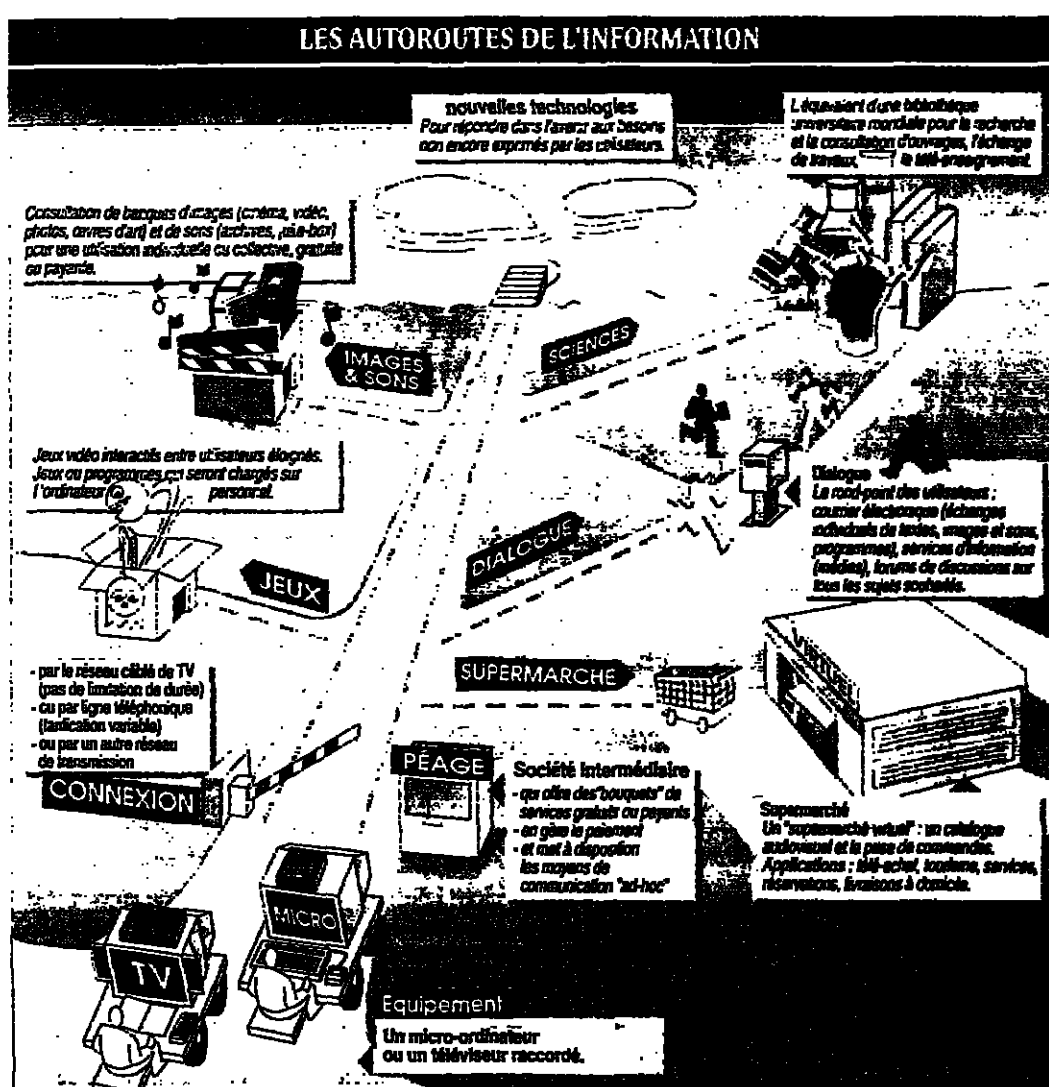 LES AUTOROUTES DE L'INFORMATION
nouvelles technologies
Pour répondre dans l'avenir aux besoins
non encore exprimés par les utilisateurs.
L'équivalent d'une bibliothèque
universitaire mondiale pour la recherche
et la consultation d'ouvrages, l'échange
de travaux, le télé-enseignement.
Consultation de banques d'images (cinéma, vidéo,
photos, œuvres d'art) et de sons (archives, juke-box)
pour une utilisation individuelle ou collective, gratuite
ou payante.
IMAGES
& SONS
SCIENCES
Jeux vidéo interactifs entre utilisateurs éloignés.
Jeux ou programmes qui seront chargés sur
l'ordinateur personnel.
JEUX
DIALOGUE
Dialogue
Le rond-point des utilisateurs :
courrier électronique (échanges
individuels de textes, images et sons,
programmes), services d'information
(médias), forums de discussions sur
tous les sujets souhaités.
- par le réseau câblé de TV
(pas de limitation de durée)
- ou par ligne téléphonique
(tarification variable)
- ou par un autre réseau
de transmission
CONNEXION
SUPERMARCHE
VIRTUEL
PÉAGE
Société Intermédiaire
- qui offre des "bouquets" de
services gratuits ou payants
- en gère le paiement
- et met à disposition
les moyens de
communication "ad-hoc"
Supermarché
Un "supermarché virtuel" : un catalogue
audiovisuel et la prise de commandes.
Applications : télé-achat, tourisme, services,
réservations, livraisons à domicile.
MICRO
TV
Equipement
Un micro-ordinateur
ou un téléviseur raccordé.